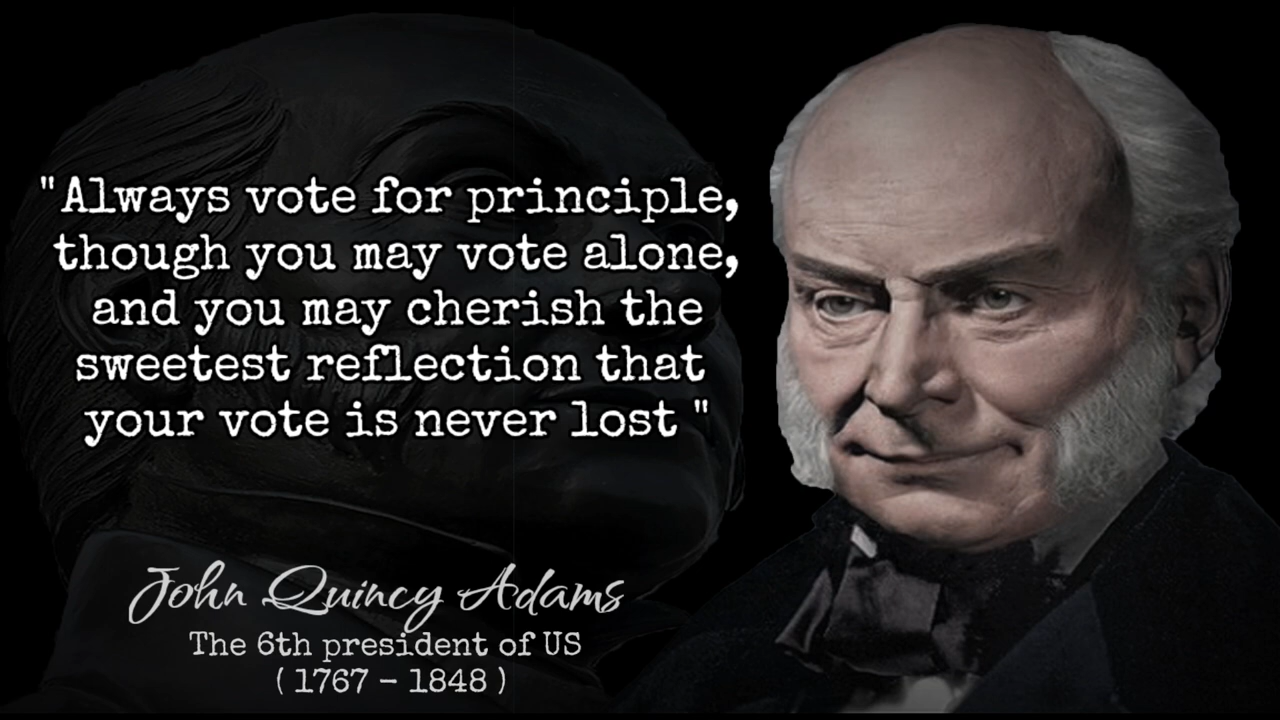 "Always vote for principle,
though you may vote alone,
and you may cherish the
sweetest reflection that
your vote is never lost "
John Quincy Adams
The 6th president of US
( 1767 - 1848 )